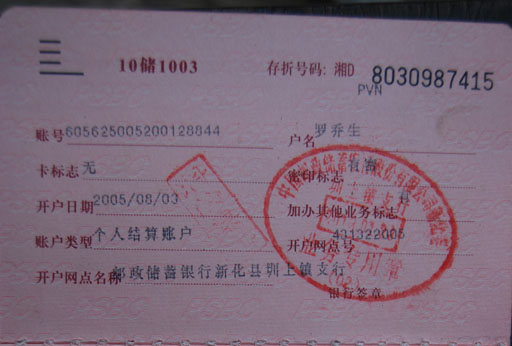 10储1003 存折号码: 湘D 8030987415
PVN
账号 605625005200128844 户名 罗乔生
卡标志 无 账印标志 有
开户日期 2005/08/03 加办其他业务标志
账户类型 个人结算账户 开户网点号 431322005
开户网点名称 邮政储蓄银行新化县圳上镇支行
银行签章